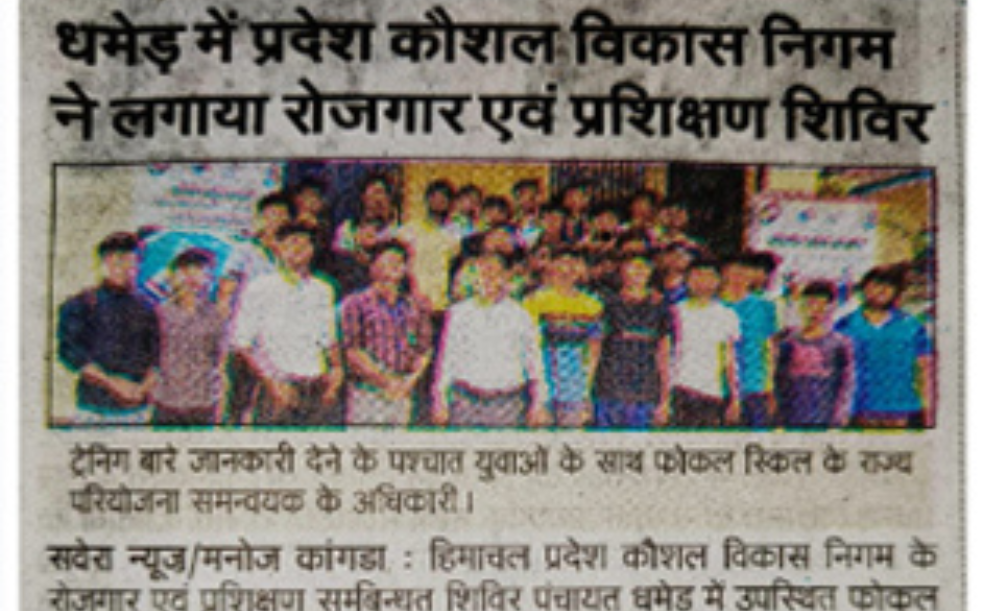 धमेड़ में प्रदेश कौशल विकास निगम
ने लगाया रोजगार एवं प्रशिक्षण शिविर
ट्रेनिग बारे जानकारी देने के पश्चात युवाओं के साथ फोकल स्किल के राज्य
परियोजना समन्वयक के अधिकारी।
सवेरा न्यूज/मनोज कांगडा : हिमाचल प्रदेश कौशल विकास निगम के
रोजगार एवं प्रशिक्षण सम्बिन्धत शिविर पंचायत धमेड में उपस्थित फोकल